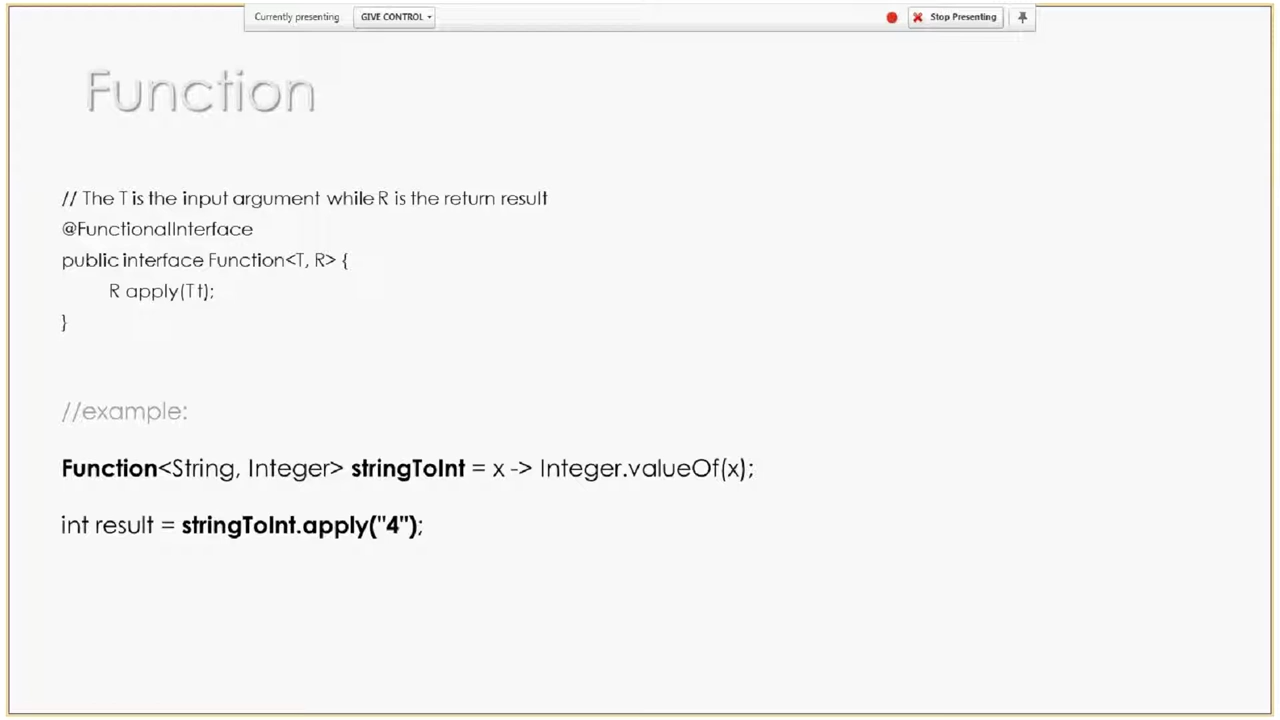 Currently presenting GIVE CONTROL Stop Presenting
Function
// The T is the input argument while R is the return result
@FunctionalInterface
public interface Function<T, R> {
R apply(T t);
}
//example:
Function<String, Integer> stringToInt = x -> Integer.valueOf(x);
int result = stringToInt.apply("4");